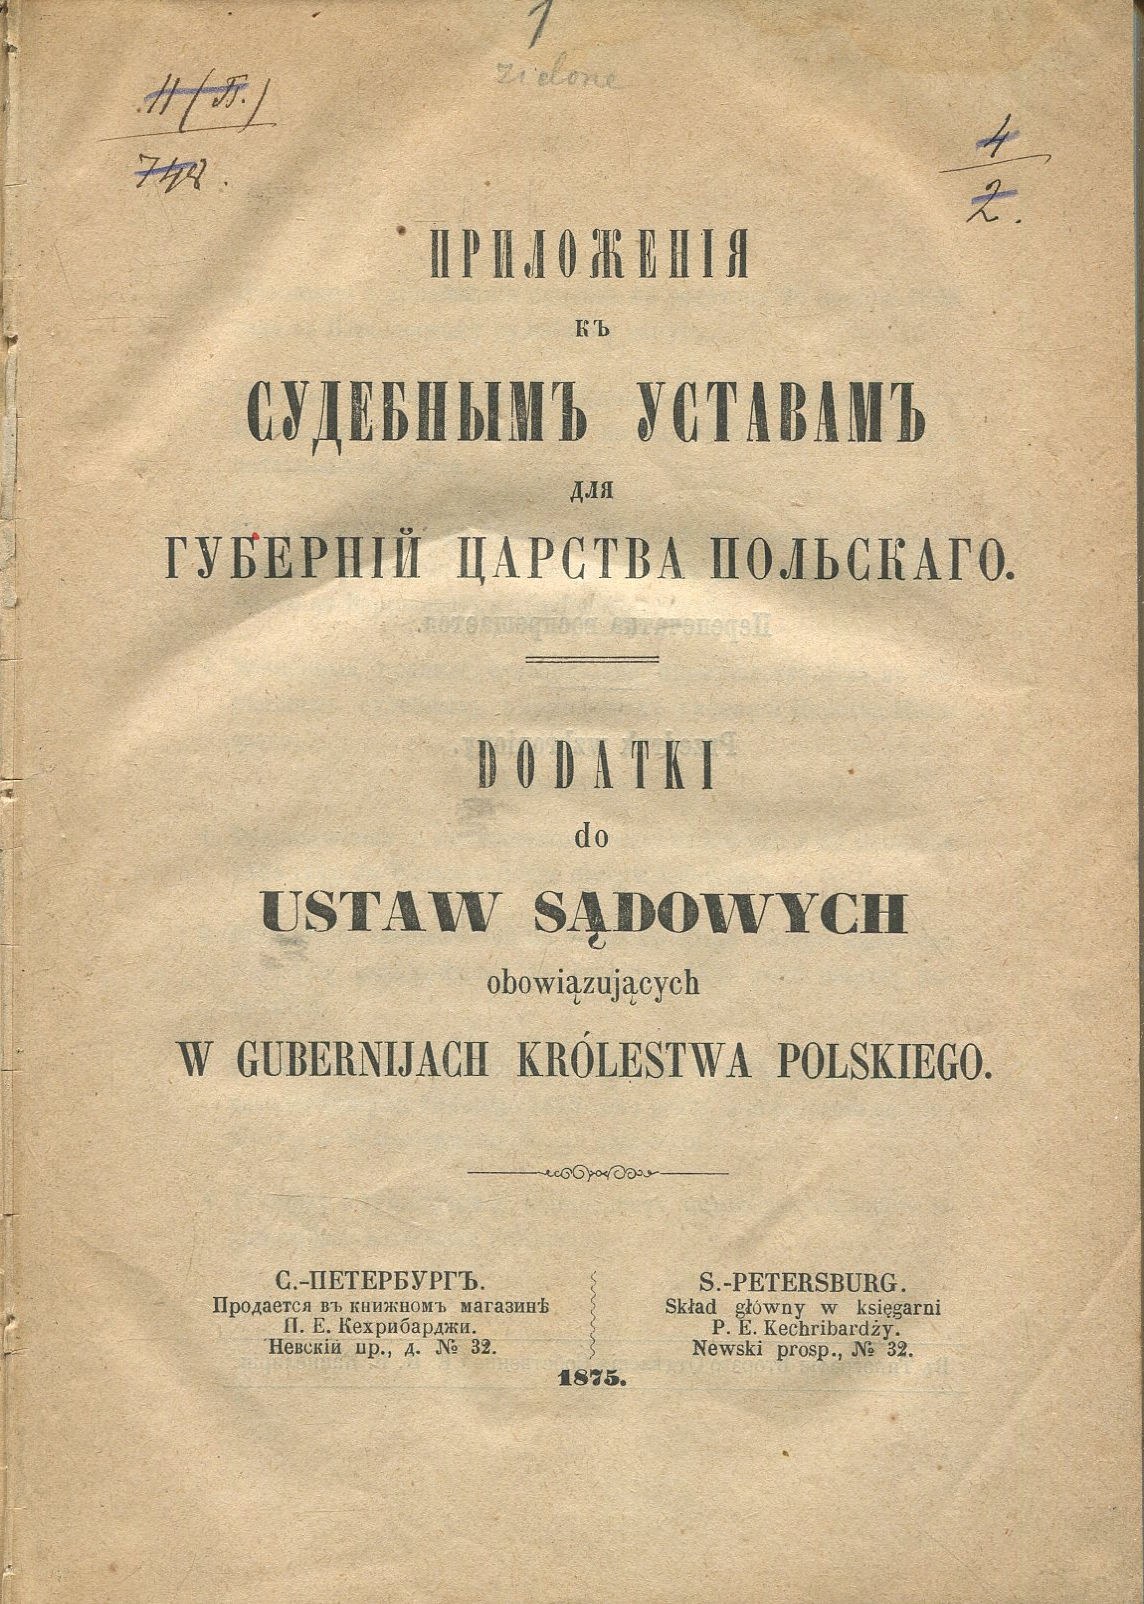 1
zielone
11 (П.)
748.
4
2.
ПРИЛОЖЕНІЯ
КЪ
СУДЕБНЫМЪ УСТАВАМЪ
ДЛЯ
ГУБЕРНІЙ ЦАРСТВА ПОЛЬСКАГО.
DODATKI
do
USTAW SĄDOWYCH
obowiązujących
W GUBERNIJACH KRÓLESTWA POLSKIEGO.
С.-ПЕТЕРБУРГЪ.
Продается въ книжномъ магазинѣ
П. Е. Кехрибарджи.
Невскій пр., д. № 32.
S.-PETERSBURG.
Skład główny w księgarni
P. E. Kechribardży.
Newski prosp., № 32.
1875.